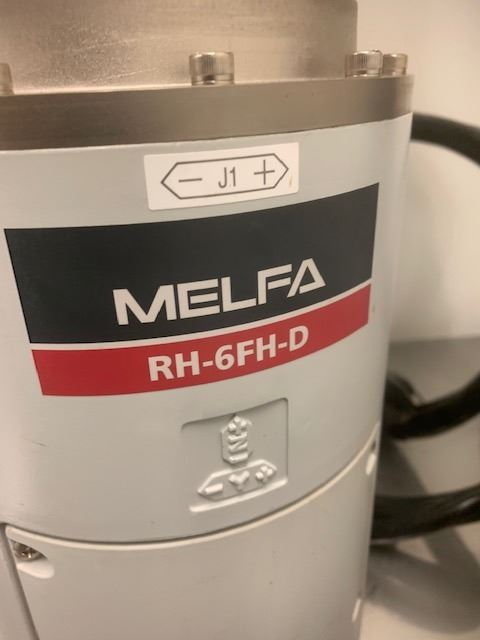 - J1 +
MELFA
RH-6FH-D
- Y +